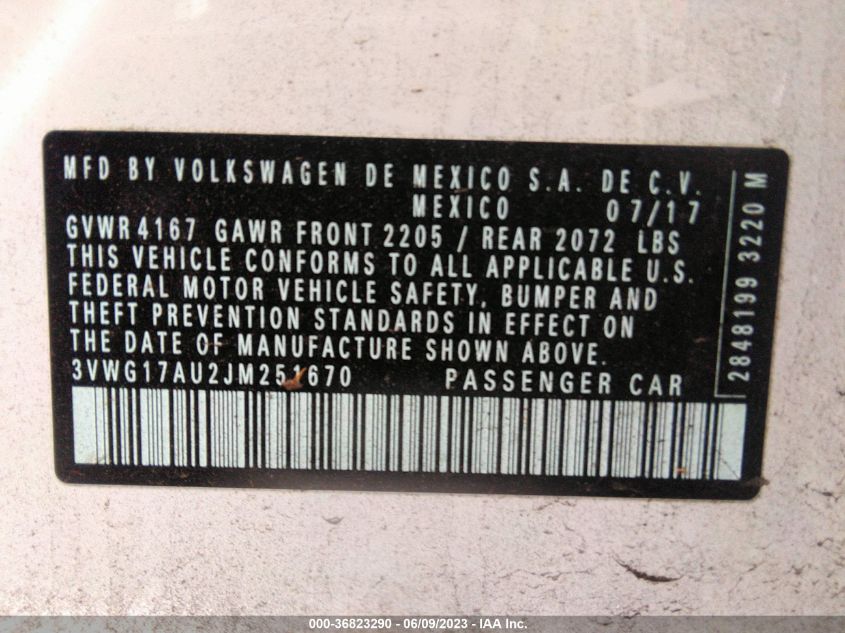 MFD BY VOLKSWAGEN DE MEXICO S.A. DE C.V.
MEXICO 07/17
GVWR 4167 GAWR FRONT 2205 / REAR 2072 LBS
THIS VEHICLE CONFORMS TO ALL APPLICABLE U.S.
FEDERAL MOTOR VEHICLE SAFETY, BUMPER AND
THEFT PREVENTION STANDARDS IN EFFECT ON
THE DATE OF MANUFACTURE SHOWN ABOVE.
3VWG17AU2JM251670 PASSENGER CAR
2848199 3220 M
000-36823290 - 06/09/2023 - IAA Inc.